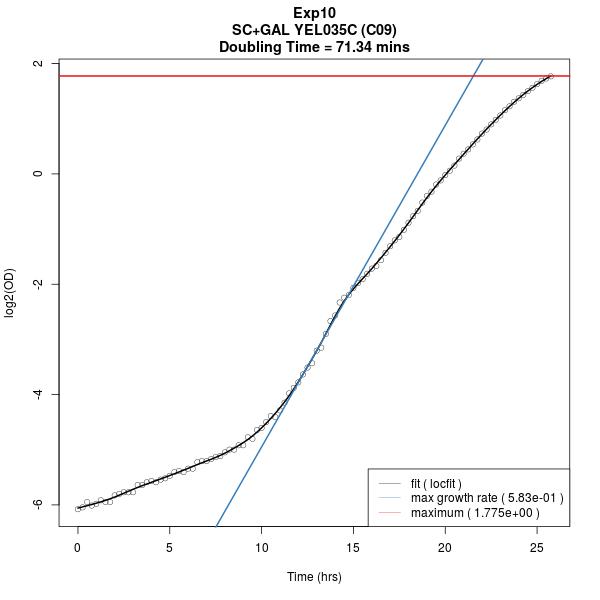 Exp10
SC+GAL YEL035C (C09)
Doubling Time = 71.34 mins
log2(OD)
2
0
-2
-4
-6
fit ( locfit )
max growth rate ( 5.83e-01 )
maximum ( 1.775e+00 )
0 5 10 15 20 25
Time (hrs)